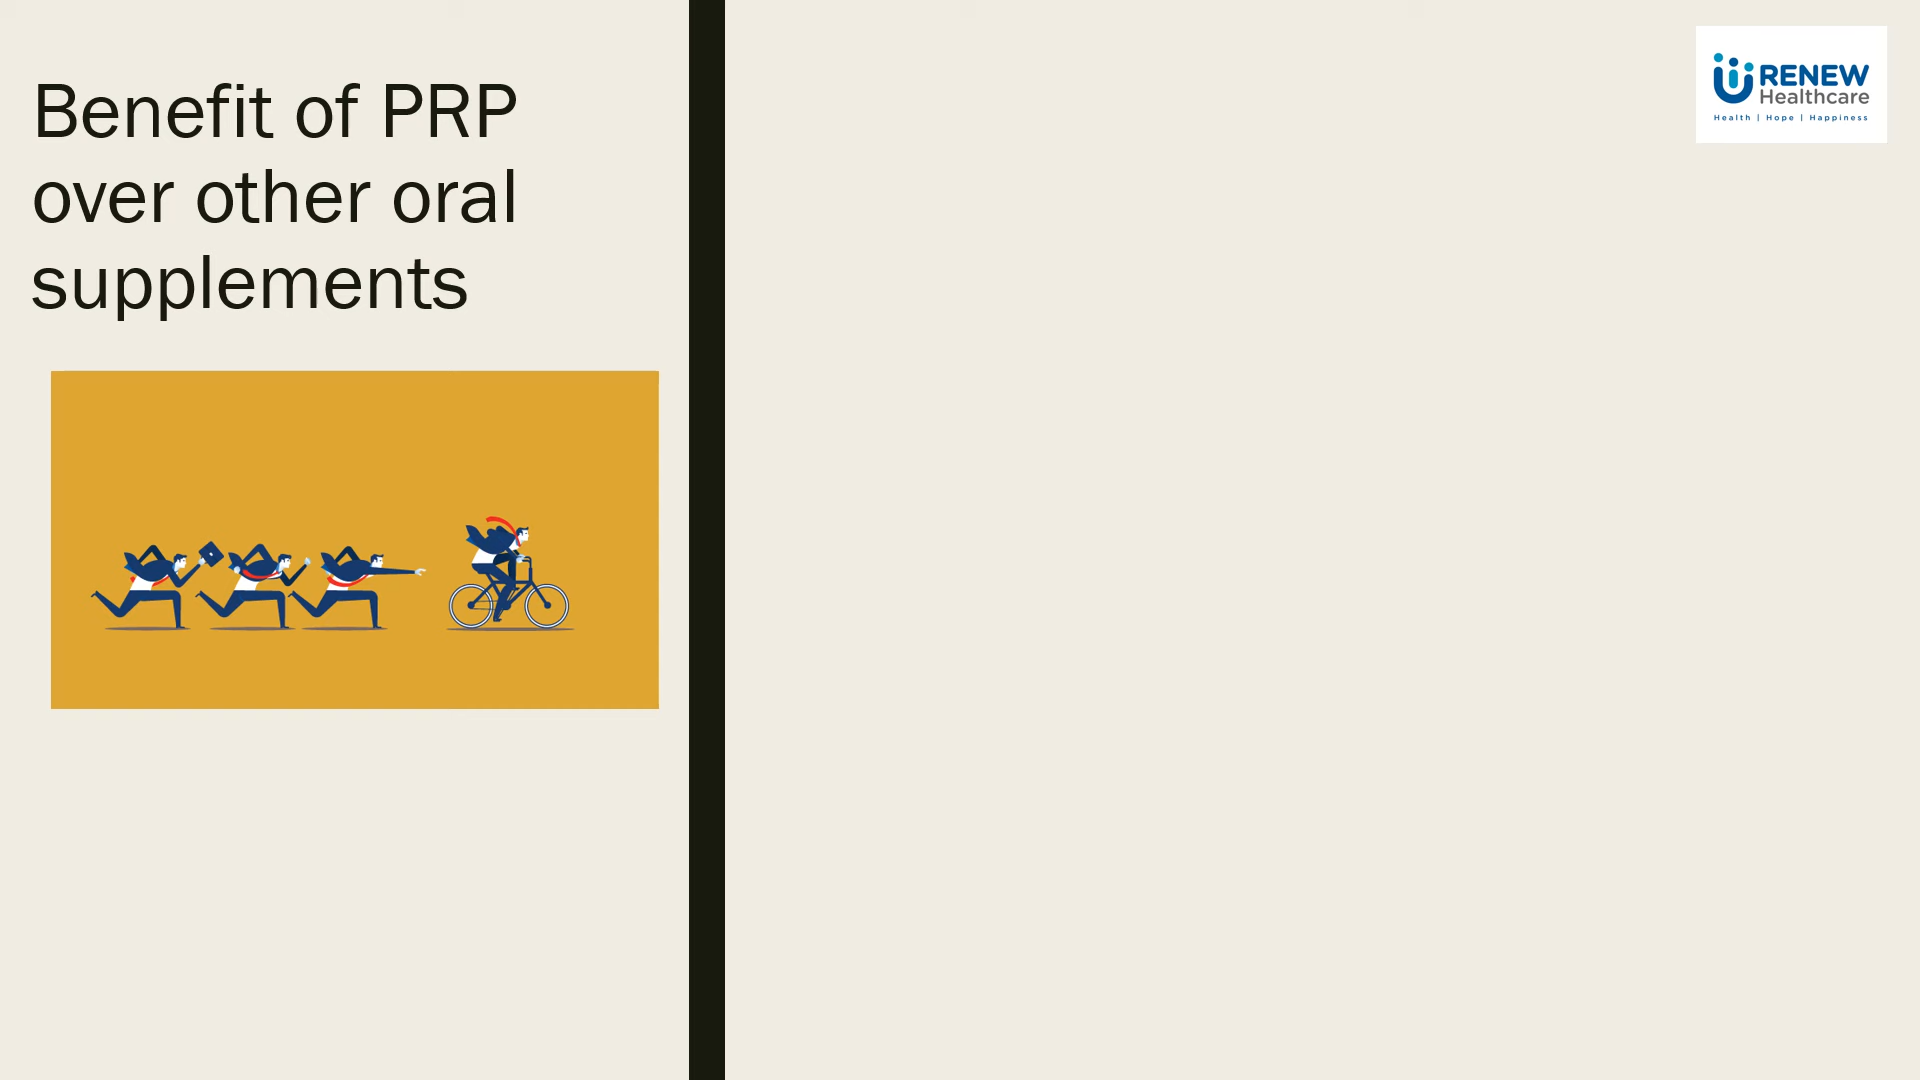 Benefit of PRP
over other oral
supplements
RENEW
Healthcare
Health | Hope | Happiness